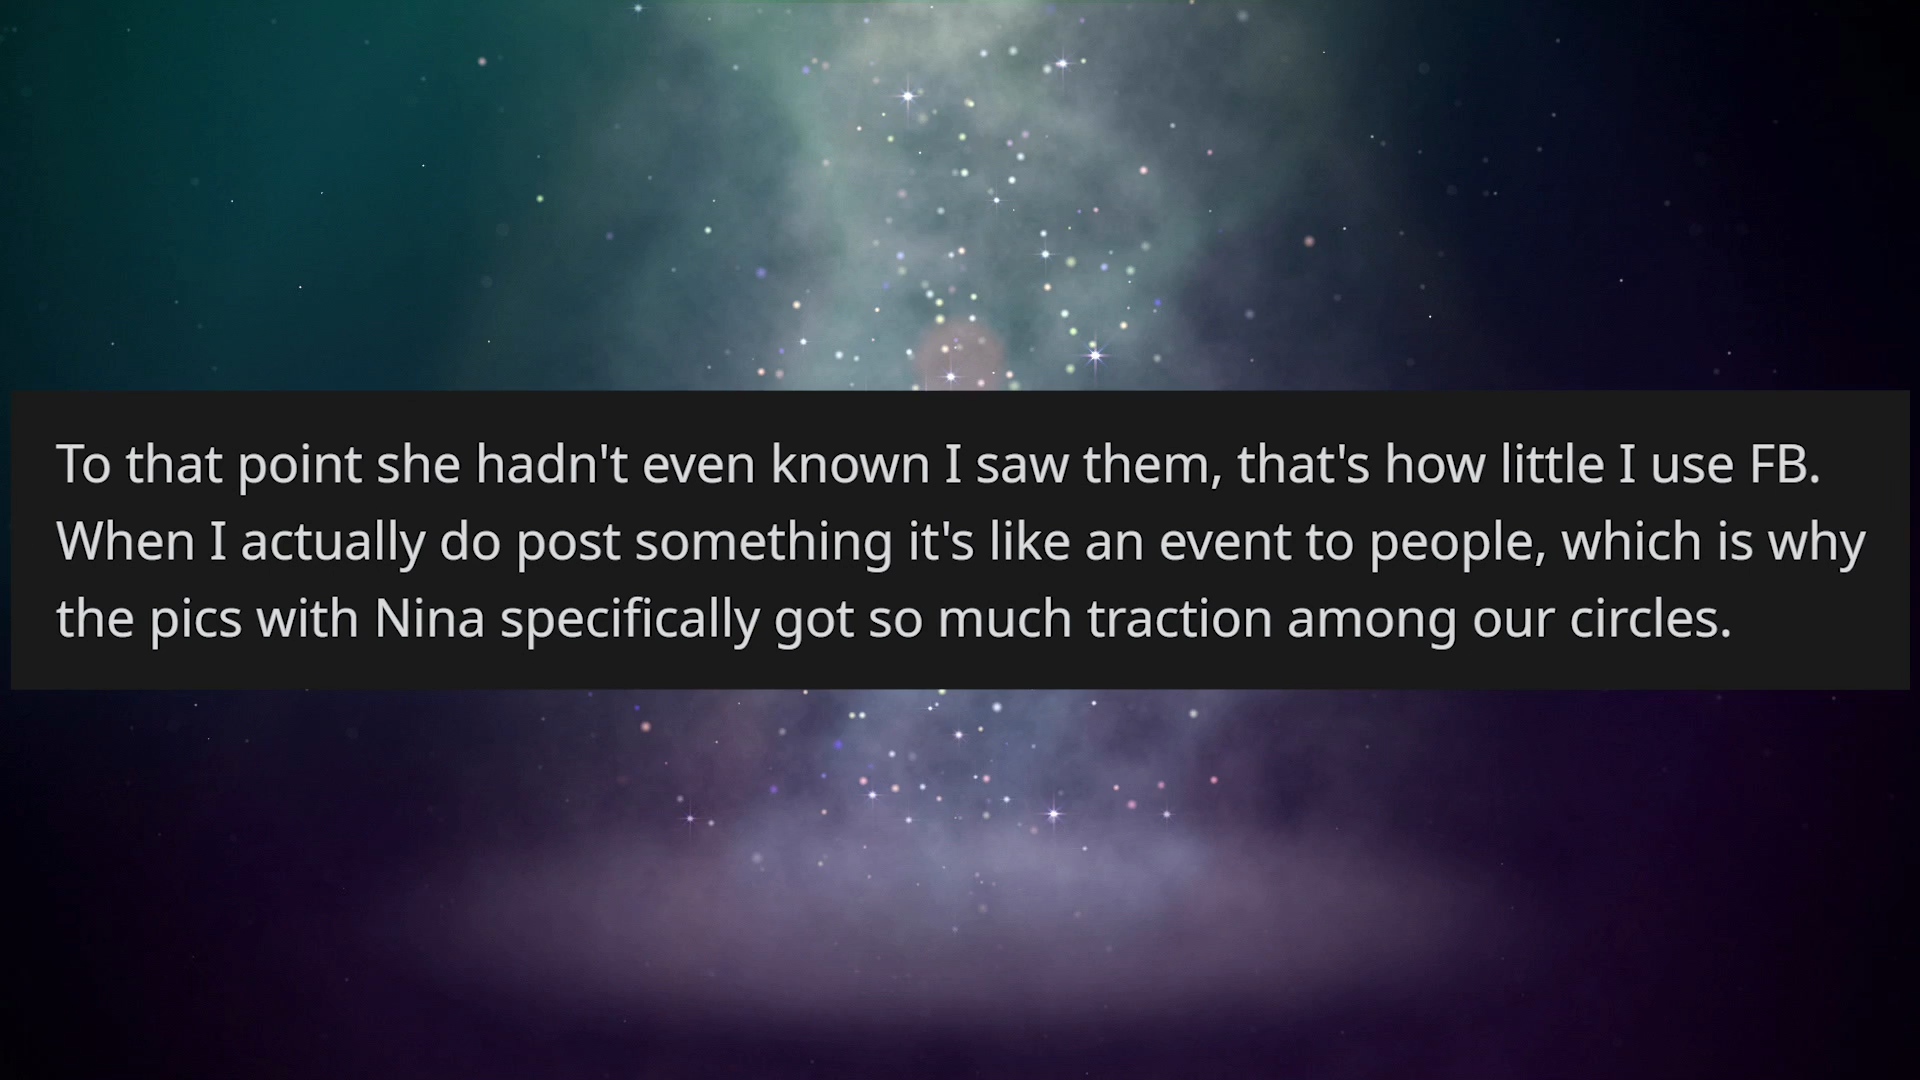 To that point she hadn't even known I saw them, that's how little I use FB.
When I actually do post something it's like an event to people, which is why
the pics with Nina specifically got so much traction among our circles.